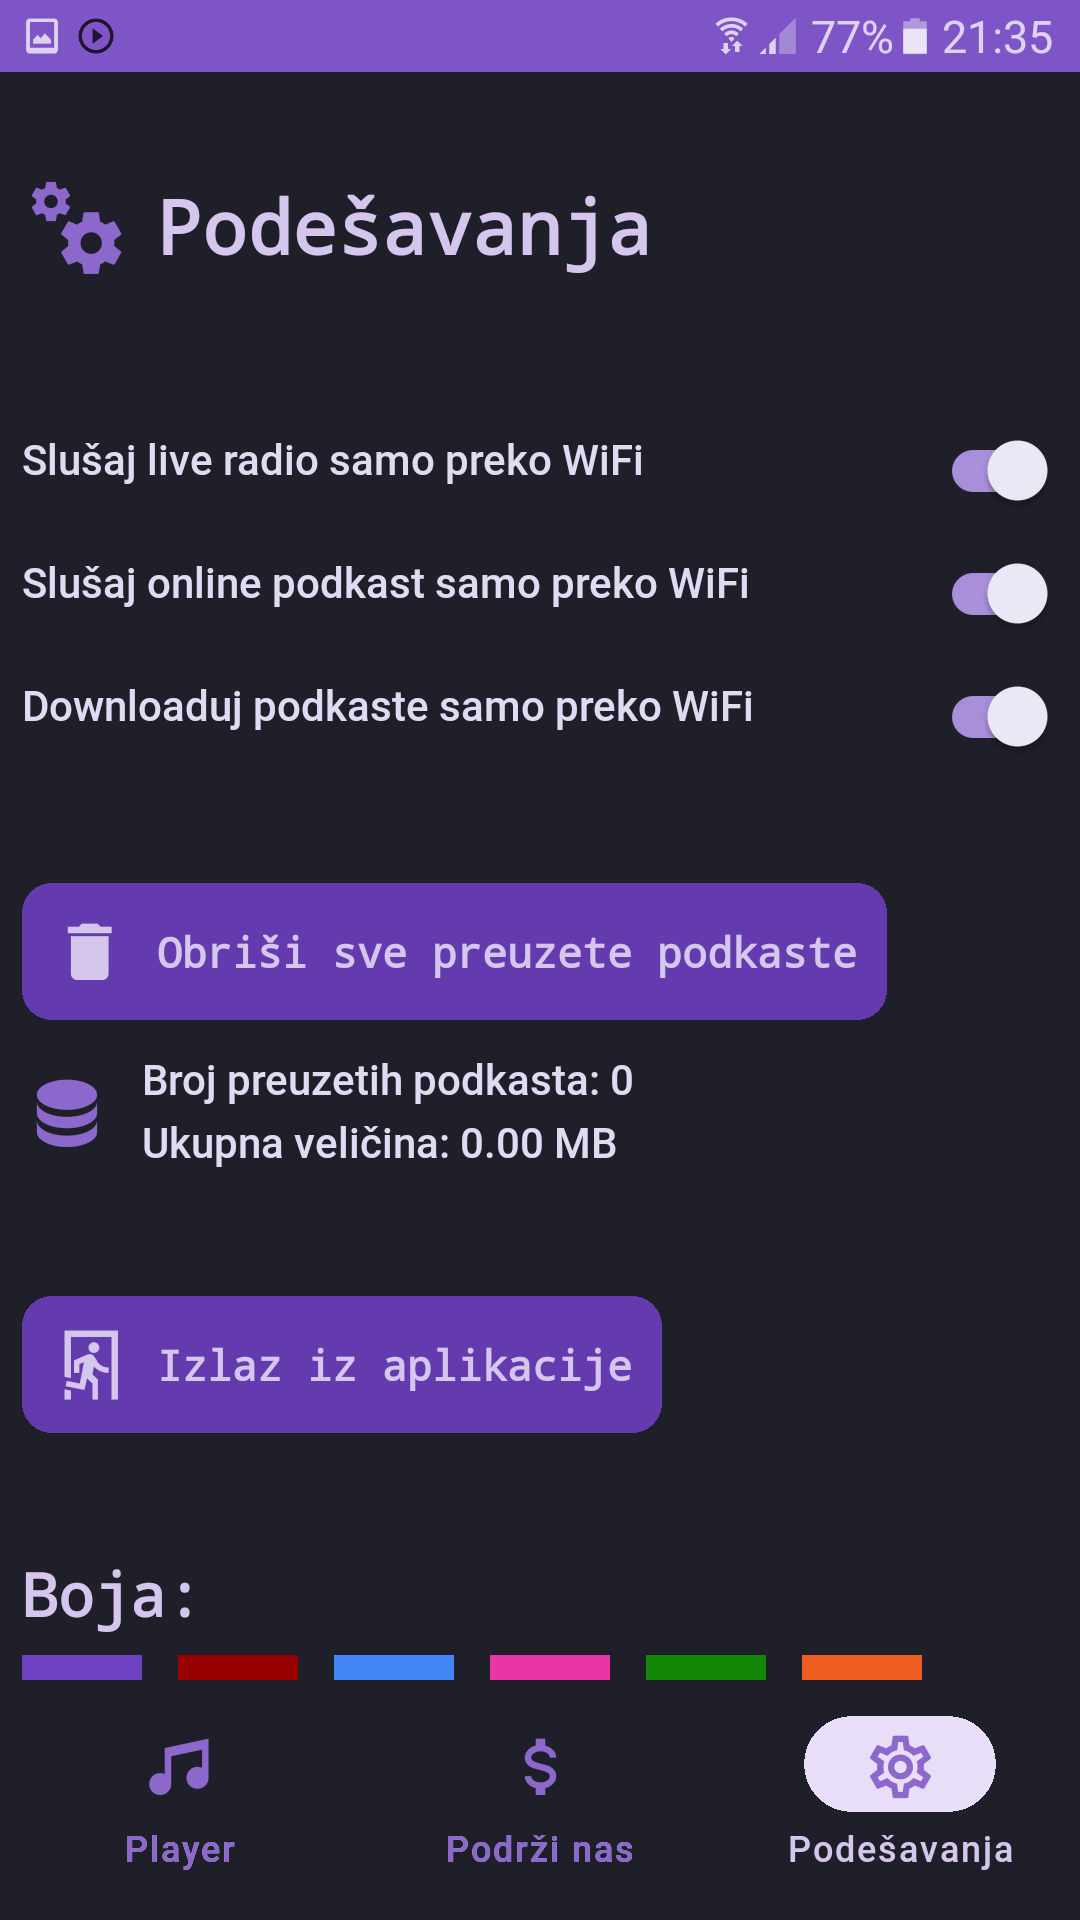 77% 21:35
Podešavanja
Slušaj live radio samo preko WiFi
Slušaj online podkast samo preko WiFi
Downloaduj podkaste samo preko WiFi
Obriši sve preuzete podkaste
Broj preuzetih podkasta: 0
Ukupna veličina: 0.00 MB
Izlaz iz aplikacije
Boja:
Player Podrži nas Podešavanja